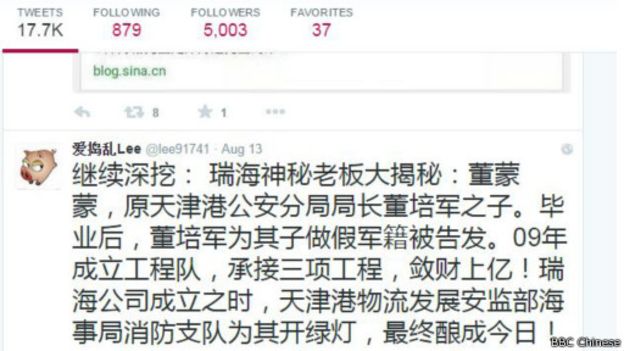 TWEETS FOLLOWING FOLLOWERS FAVORITES
17.7K 879 5,003 37
blog.sina.cn
8 1
爱捣乱Lee @lee91741 · Aug 13
继续深挖： 瑞海神秘老板大揭秘：董蒙
蒙，原天津港公安分局局长董培军之子。毕
业后，董培军为其子做假军籍被告发。09年
成立工程队，承接三项工程，敛财上亿！瑞
海公司成立之时，天津港物流发展安监部海
事局消防支队为其开绿灯，最终酿成今日！
BBC Chinese